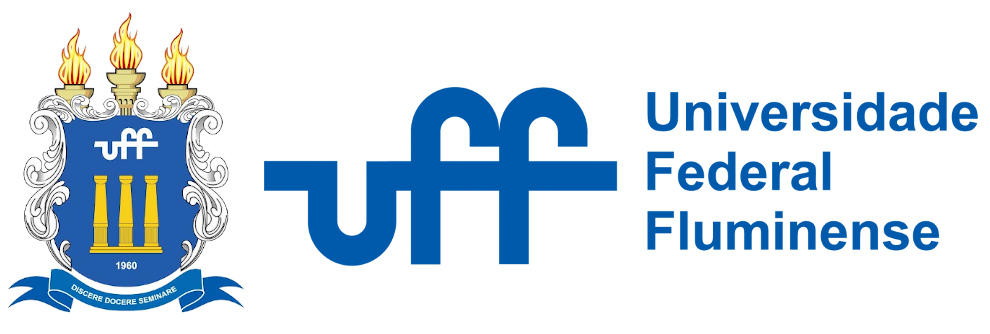 uff
1960
DISCERE DOCERE SEMINARE
uff
Universidade
Federal
Fluminense